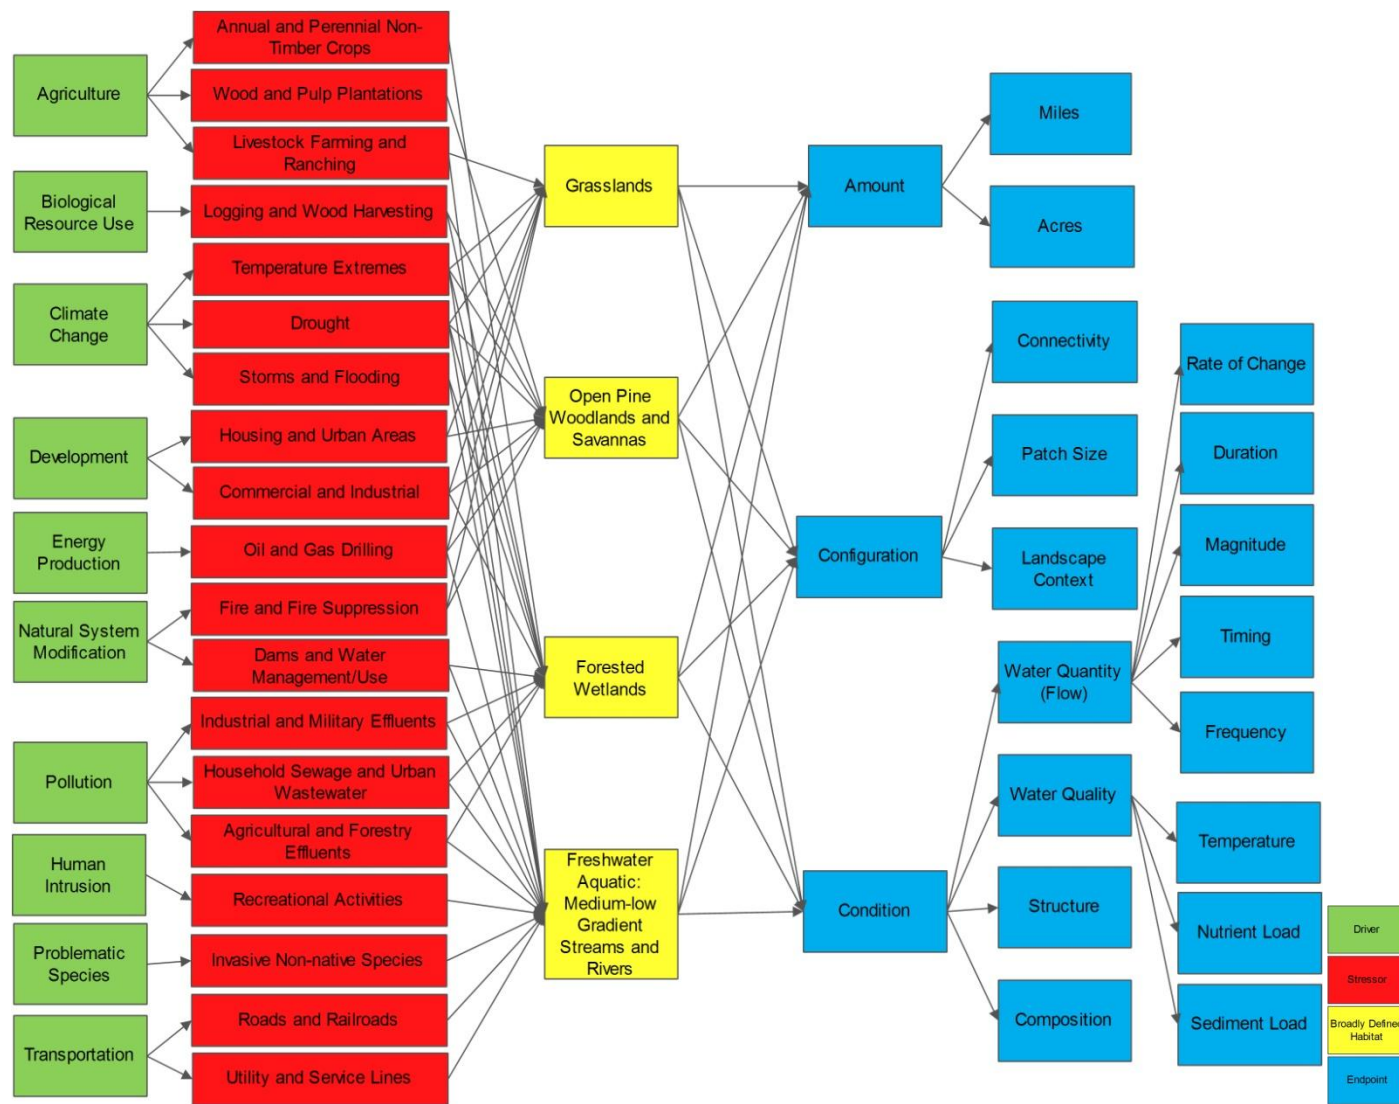 Agriculture
Biological
Resource Use
Climate
Change
Development
Energy
Production
Natural System
Modification
Pollution
Human
Intrusion
Problematic
Species
Transportation
Annual and Perennial Non-
Timber Crops
Wood and Pulp Plantations
Livestock Farming and
Ranching
Logging and Wood Harvesting
Temperature Extremes
Drought
Storms and Flooding
Housing and Urban Areas
Commercial and Industrial
Oil and Gas Drilling
Fire and Fire Suppression
Dams and Water
Management/Use
Industrial and Military Effluents
Household Sewage and Urban
Wastewater
Agricultural and Forestry
Effluents
Recreational Activities
Invasive Non-native Species
Roads and Railroads
Utility and Service Lines
Grasslands
Open Pine
Woodlands and
Savannas
Forested
Wetlands
Freshwater
Aquatic:
Medium-low
Gradient
Streams and
Rivers
Amount
Configuration
Condition
Miles
Acres
Connectivity
Patch Size
Landscape
Context
Water Quantity
(Flow)
Water Quality
Structure
Composition
Rate of Change
Duration
Magnitude
Timing
Frequency
Temperature
Nutrient Load
Sediment Load
Driver
Stressor
Broadly Defined
Habitat
Endpoint